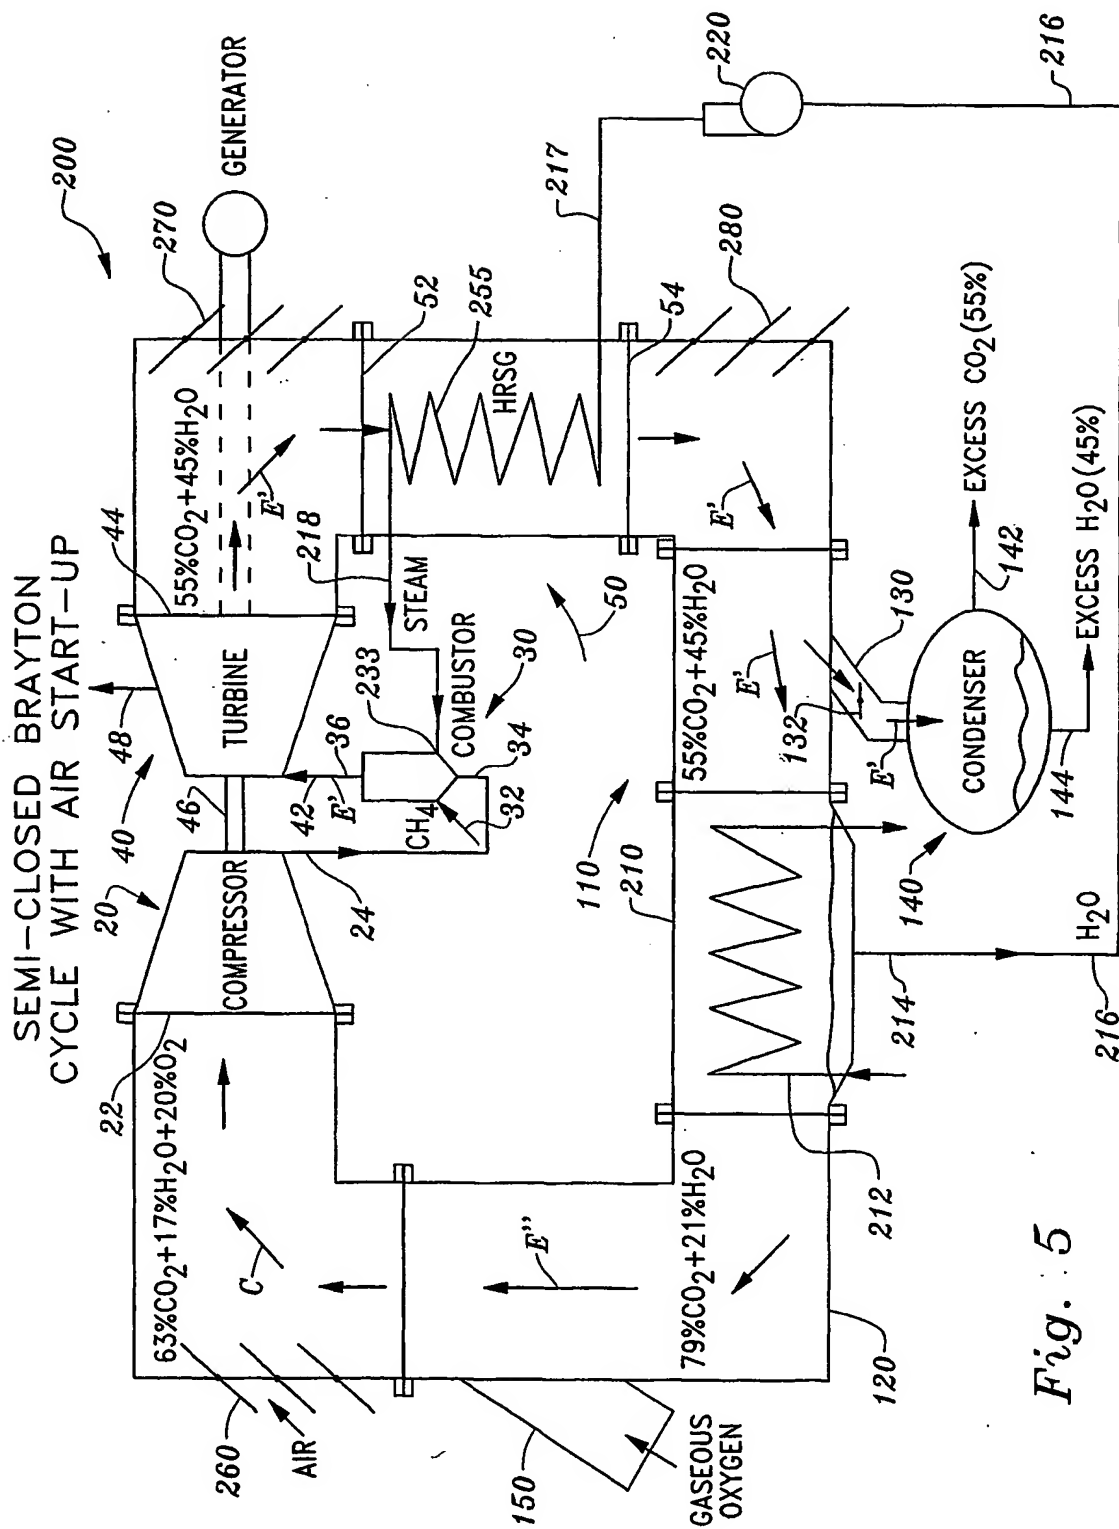 SEMI-CLOSED BRAYTON
CYCLE WITH AIR START-UP
200
GENERATOR
270
55%CO2+45%H2O
E'
44
TURBINE
48
40
46
20
COMPRESSOR
22
63%CO2+17%H2O+20%O2
C
260
AIR
52
255
HRSG
218
STEAM
233
COMBUSTOR
30
36
42
E'
CH4
34
32
24
50
217
220
216
54
280
E'
55%CO2+45%H2O
E'
110
210
E"
79%CO2+21%H2O
150
GASEOUS
OXYGEN
120
212
214
H2O
216
130
132
E'
CONDENSER
140
142
EXCESS CO2(55%)
144
EXCESS H2O(45%)
Fig. 5